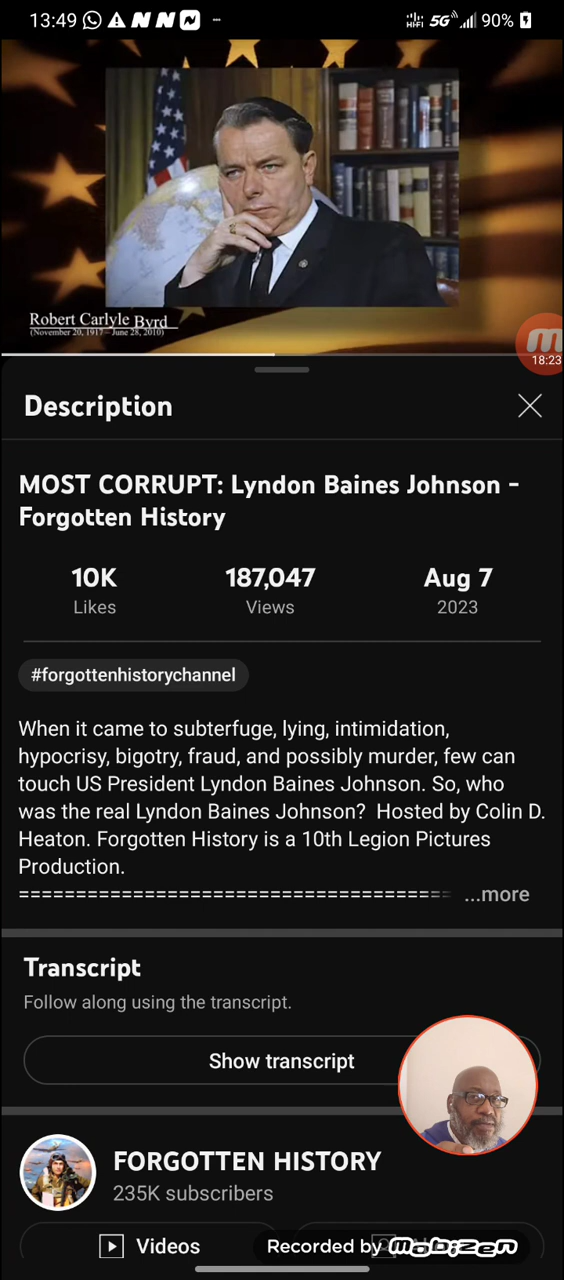 13:49
5G
90%
Robert Carlyle Byrd
(November 20, 1917 – June 28, 2010)
18:23
Description
MOST CORRUPT: Lyndon Baines Johnson -
Forgotten History
10K
187,047
Aug 7
Likes
Views
2023
#forgottenhistorychannel
When it came to subterfuge, lying, intimidation,
hypocrisy, bigotry, fraud, and possibly murder, few can
touch US President Lyndon Baines Johnson. So, who
was the real Lyndon Baines Johnson?  Hosted by Colin D.
Heaton. Forgotten History is a 10th Legion Pictures
Production.
====================================== ...more
Transcript
Follow along using the transcript.
Show transcript
FORGOTTEN HISTORY
235K subscribers
Videos
Recorded by mobizen